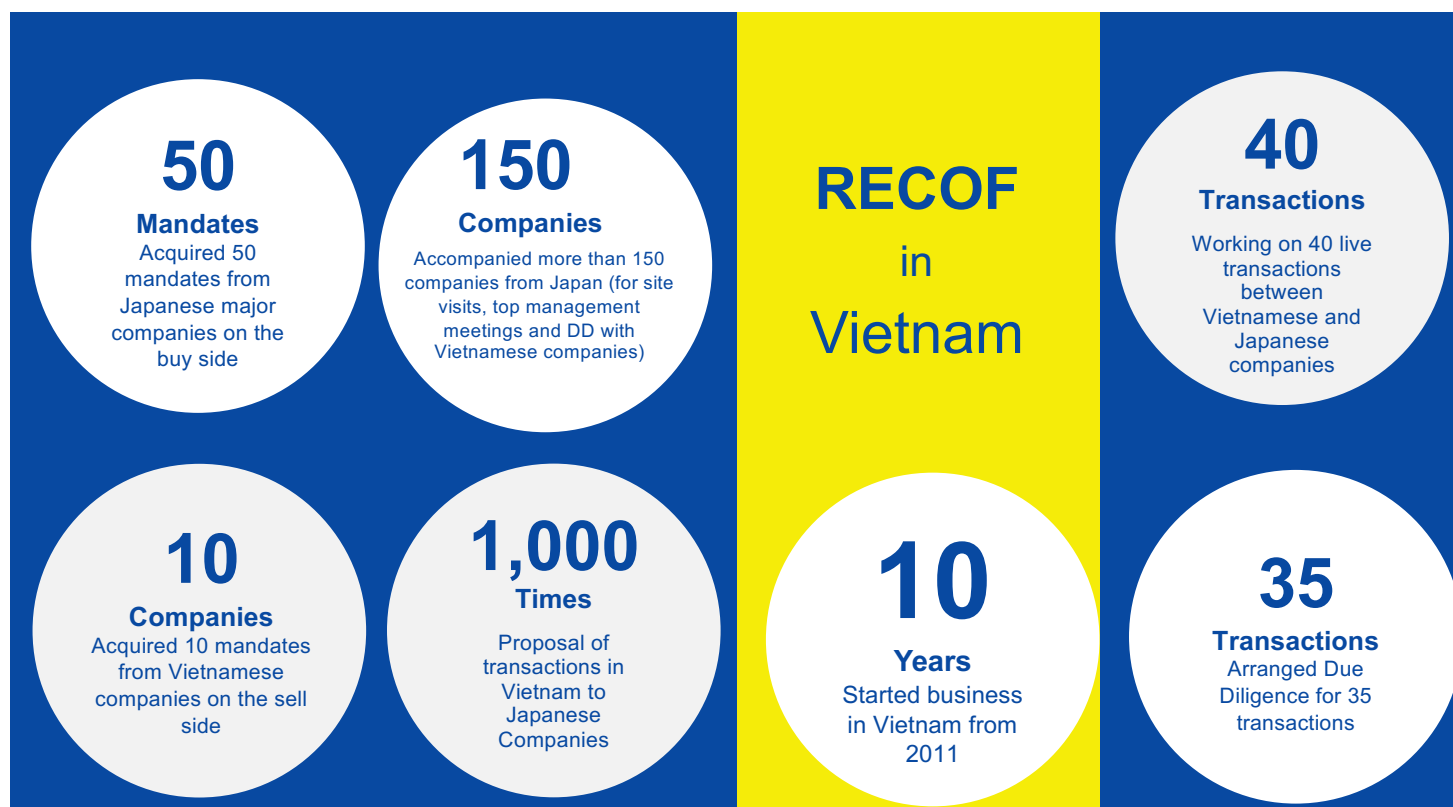 50
Mandates
Acquired 50
mandates from
Japanese major
companies on the
buy side
150
Companies
Accompanied more than 150
companies from Japan (for site
visits, top management
meetings and DD with
Vietnamese companies)
RECOF
in
Vietnam
40
Transactions
Working on 40 live
transactions
between
Vietnamese and
Japanese
companies
10
Companies
Acquired 10 mandates
from Vietnamese
companies on the sell
side
1,000
Times
Proposal of
transactions in
Vietnam to
Japanese
Companies
10
Years
Started business
in Vietnam from
2011
35
Transactions
Arranged Due
Diligence for 35
transactions